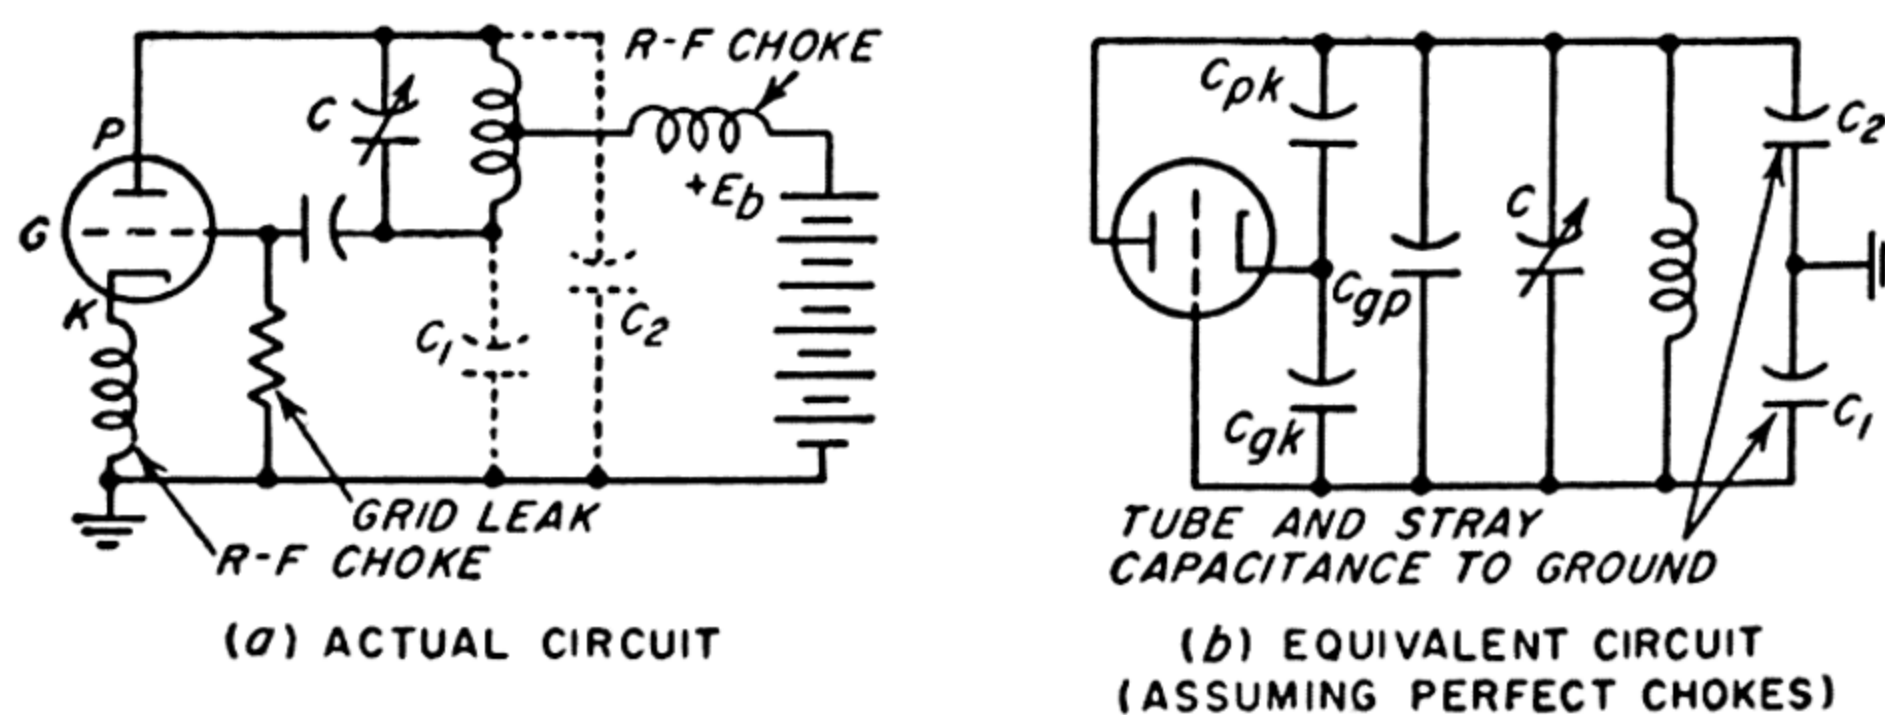 R-F CHOKE
P
C
G
+Eb
K
C1
C2
GRID LEAK
R-F CHOKE
(a) ACTUAL CIRCUIT
Cpk
C2
C
Cgp
Cgk
C1
TUBE AND STRAY
CAPACITANCE TO GROUND
(b) EQUIVALENT CIRCUIT
(ASSUMING PERFECT CHOKES)